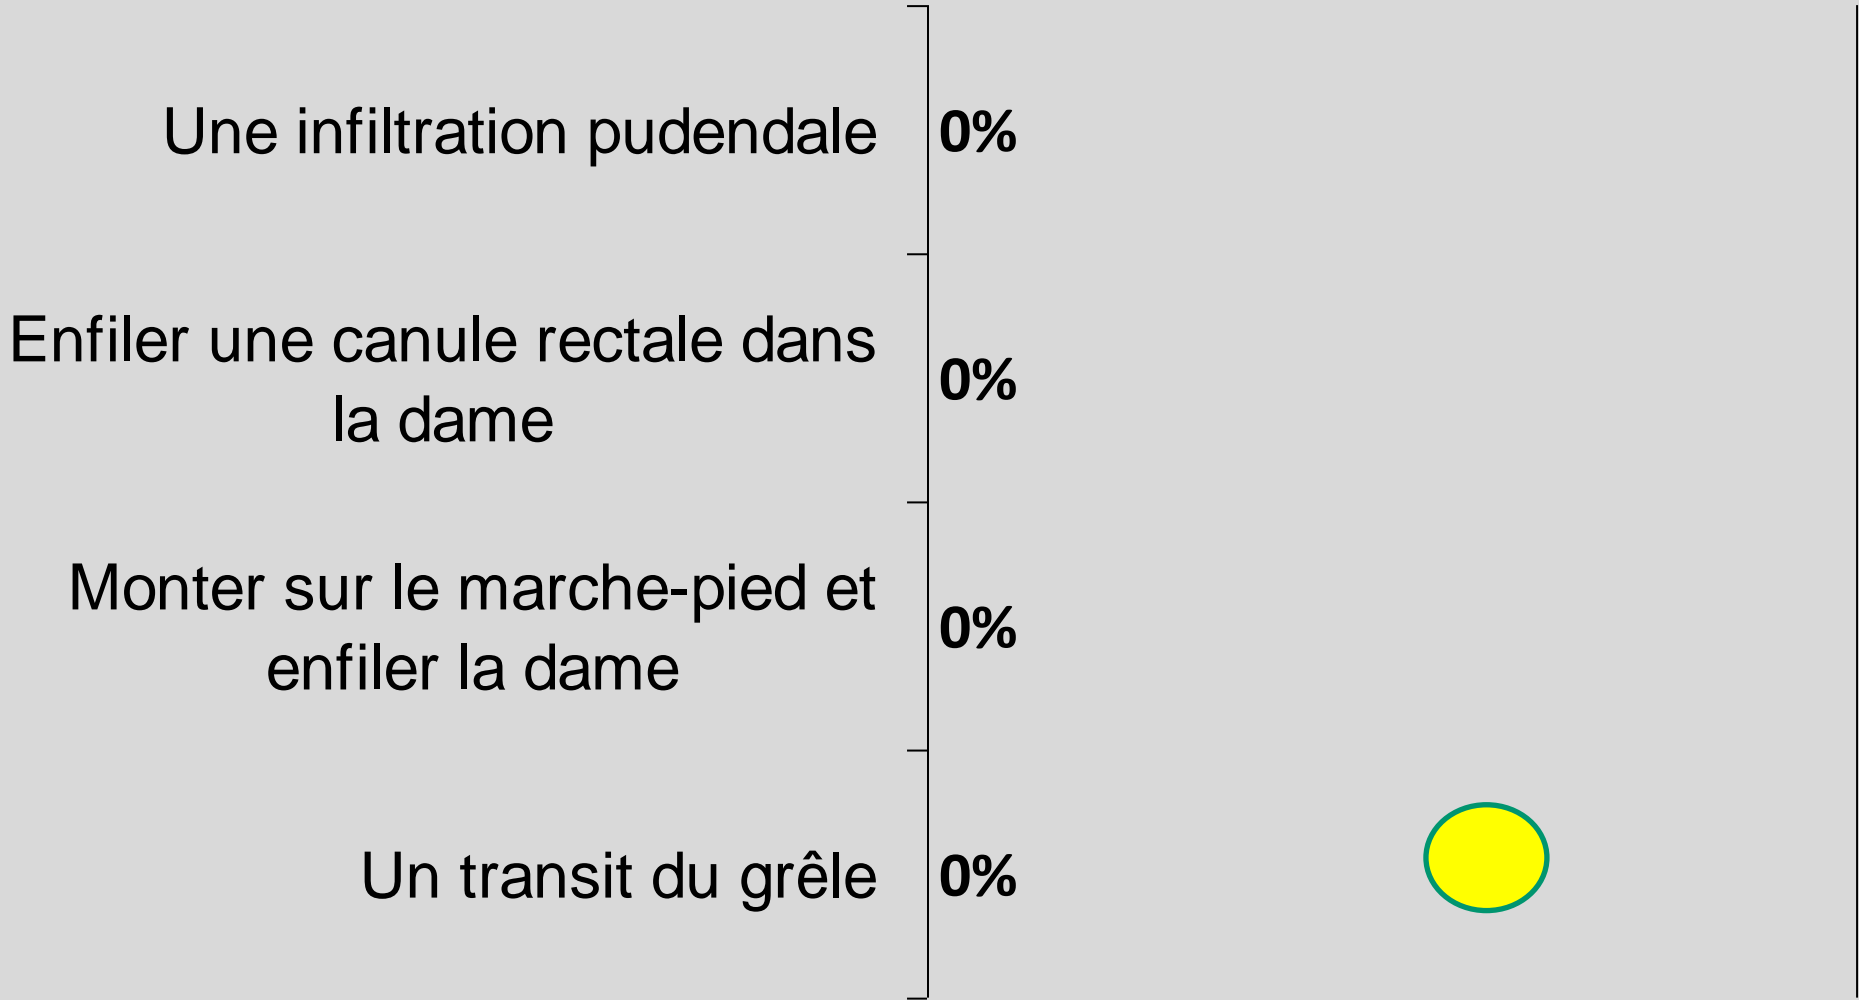 Une infiltration pudendale 0%
Enfiler une canule rectale dans
la dame 0%
Monter sur le marche-pied et
enfiler la dame 0%
Un transit du grêle 0%